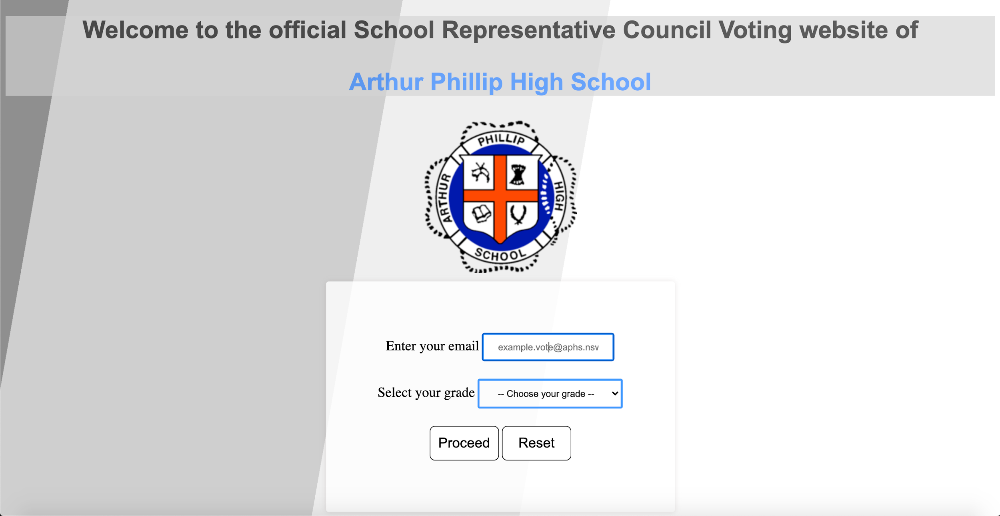 Welcome to the official School Representative Council Voting website of
Arthur Phillip High School
PHILLIP
ARTHUR
HIGH
SCHOOL
Enter your email
example.vote@aphs.nsv
Select your grade
-- Choose your grade --
Proceed
Reset